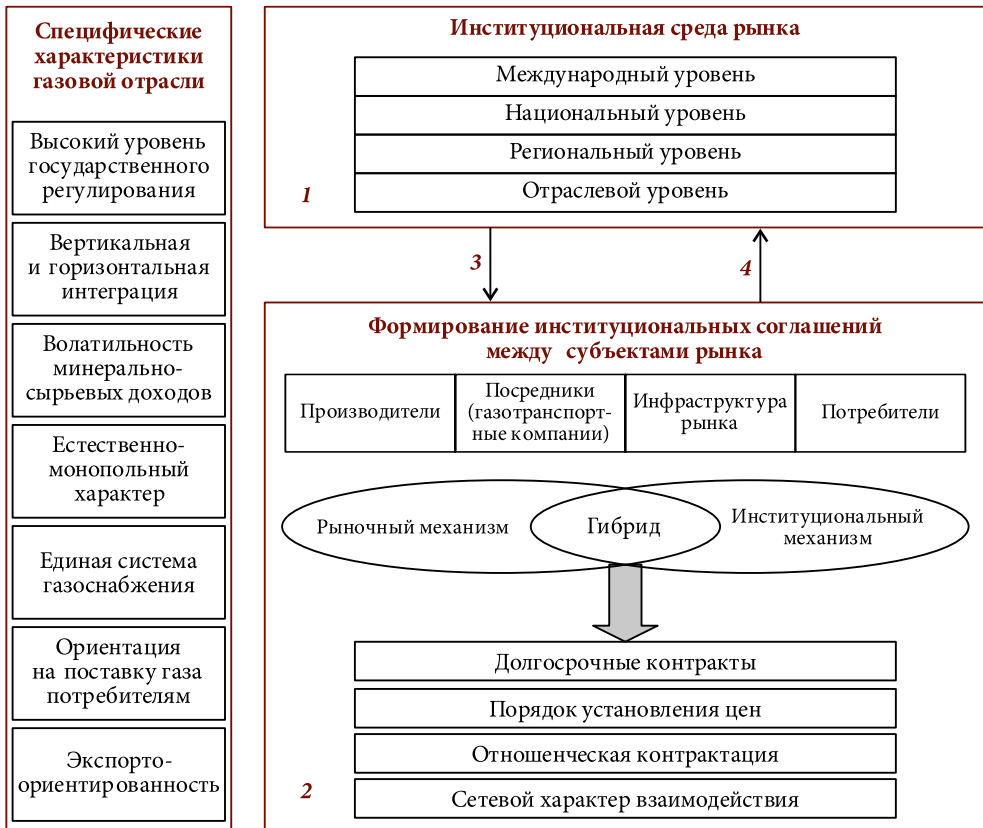 Специфические
характеристики
газовой отрасли
Высокий уровень
государственного
регулирования
Вертикальная
и горизонтальная
интеграция
Волатильность
минерально-
сырьевых доходов
Естественно-
монопольный
характер
Единая система
газоснабжения
Ориентация
на поставку газа
потребителям
Экспорто-
ориентированность
Институциональная среда рынка
Международный уровень
Национальный уровень
Региональный уровень
Отраслевой уровень
1
3
4
Формирование институциональных соглашений
между субъектами рынка
Производители
Посредники
(газотранспорт-
ные компании)
Инфраструктура
рынка
Потребители
Рыночный механизм
Гибрид
Институциональный
механизм
Долгосрочные контракты
Порядок установления цен
Отношенческая контрактация
Сетевой характер взаимодействия
2